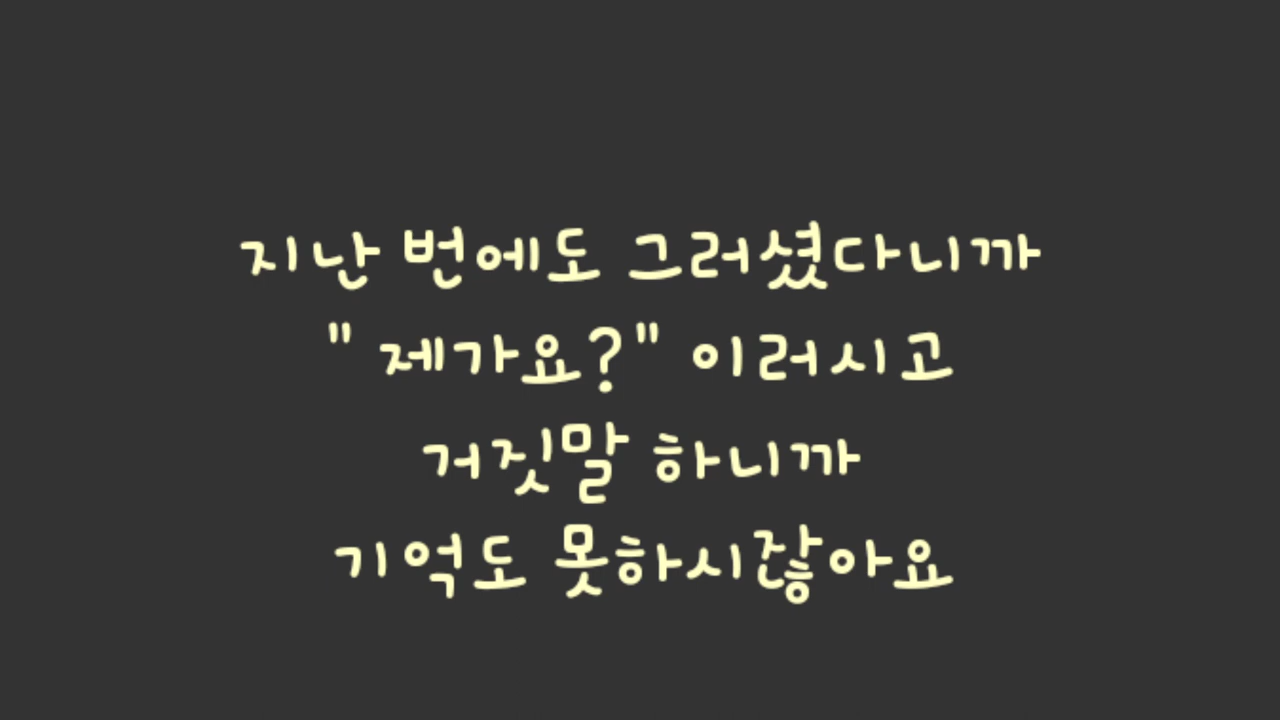 지난 번에도 그러셨다니까
" 제가요?" 이러시고
거짓말 하니까
기억도 못하시잖아요